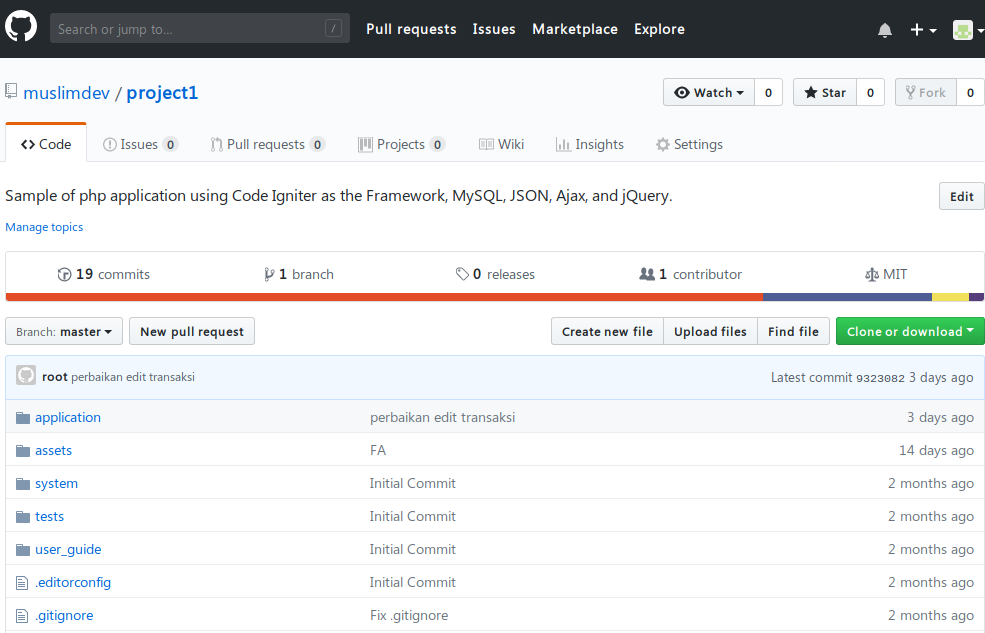 Search or jump to... / Pull requests Issues Marketplace Explore
muslimdev / project1 Watch 0 Star 0 Fork 0
Code Issues 0 Pull requests 0 Projects 0 Wiki Insights Settings
Sample of php application using Code Igniter as the Framework, MySQL, JSON, Ajax, and jQuery. Edit
Manage topics
19 commits 1 branch 0 releases 1 contributor MIT
Branch: master New pull request Create new file Upload files Find file Clone or download
root perbaikan edit transaksi Latest commit 9323082 3 days ago
application perbaikan edit transaksi 3 days ago
assets FA 14 days ago
system Initial Commit 2 months ago
tests Initial Commit 2 months ago
user_guide Initial Commit 2 months ago
.editorconfig Initial Commit 2 months ago
.gitignore Fix .gitignore 2 months ago